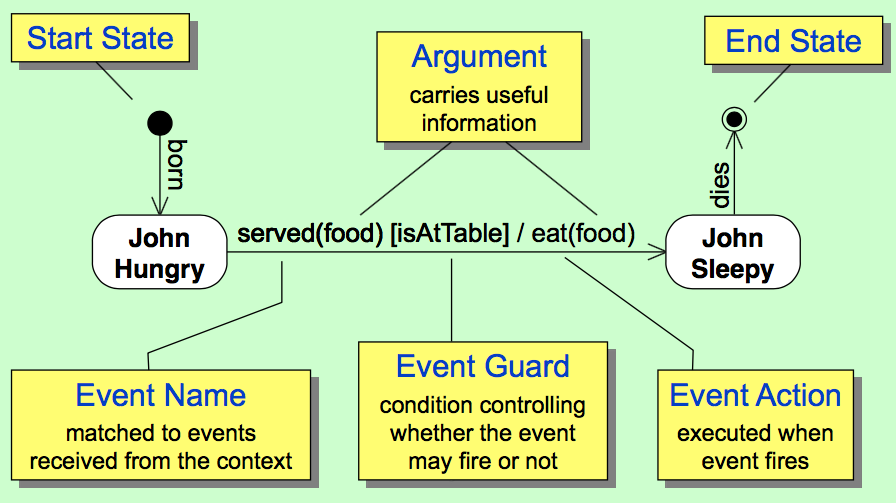 Start State
Argument
carries useful
information
End State
born
dies
John
Hungry
served(food) [isAtTable] / eat(food)
John
Sleepy
Event Name
matched to events
received from the context
Event Guard
condition controlling
whether the event
may fire or not
Event Action
executed when
event fires